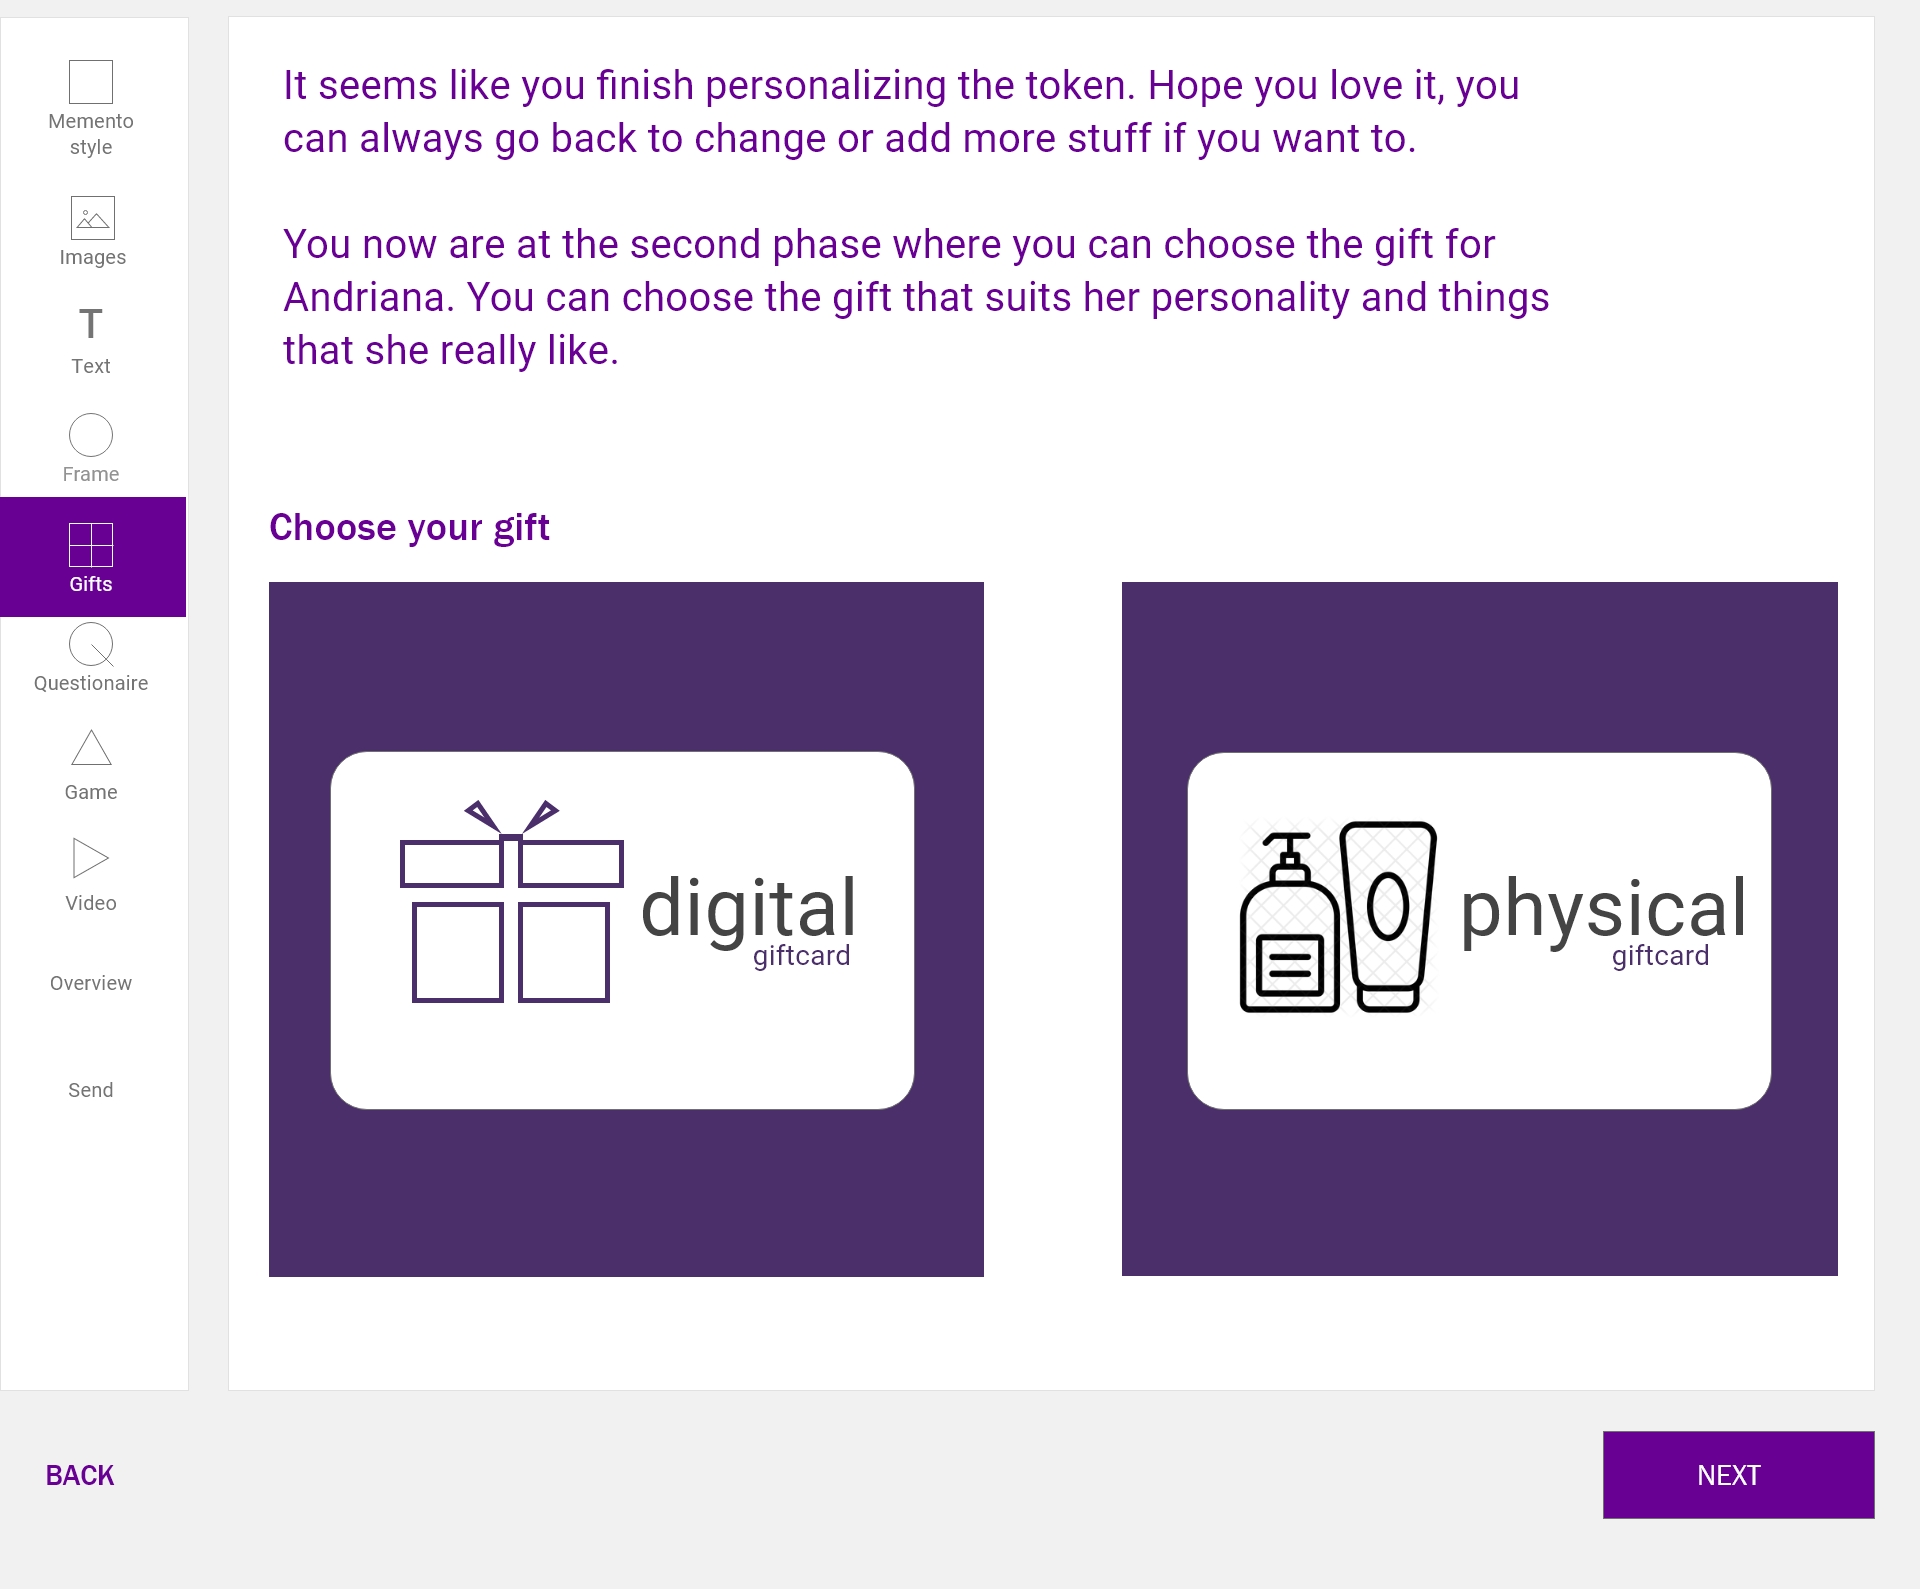 Memento
style
Images
T
Text
Frame
Gifts
Questionaire
Game
Video
Overview
Send
It seems like you finish personalizing the token. Hope you love it, you
can always go back to change or add more stuff if you want to.
You now are at the second phase where you can choose the gift for
Andriana. You can choose the gift that suits her personality and things
that she really like.
Choose your gift
digital
giftcard
physical
giftcard
BACK
NEXT